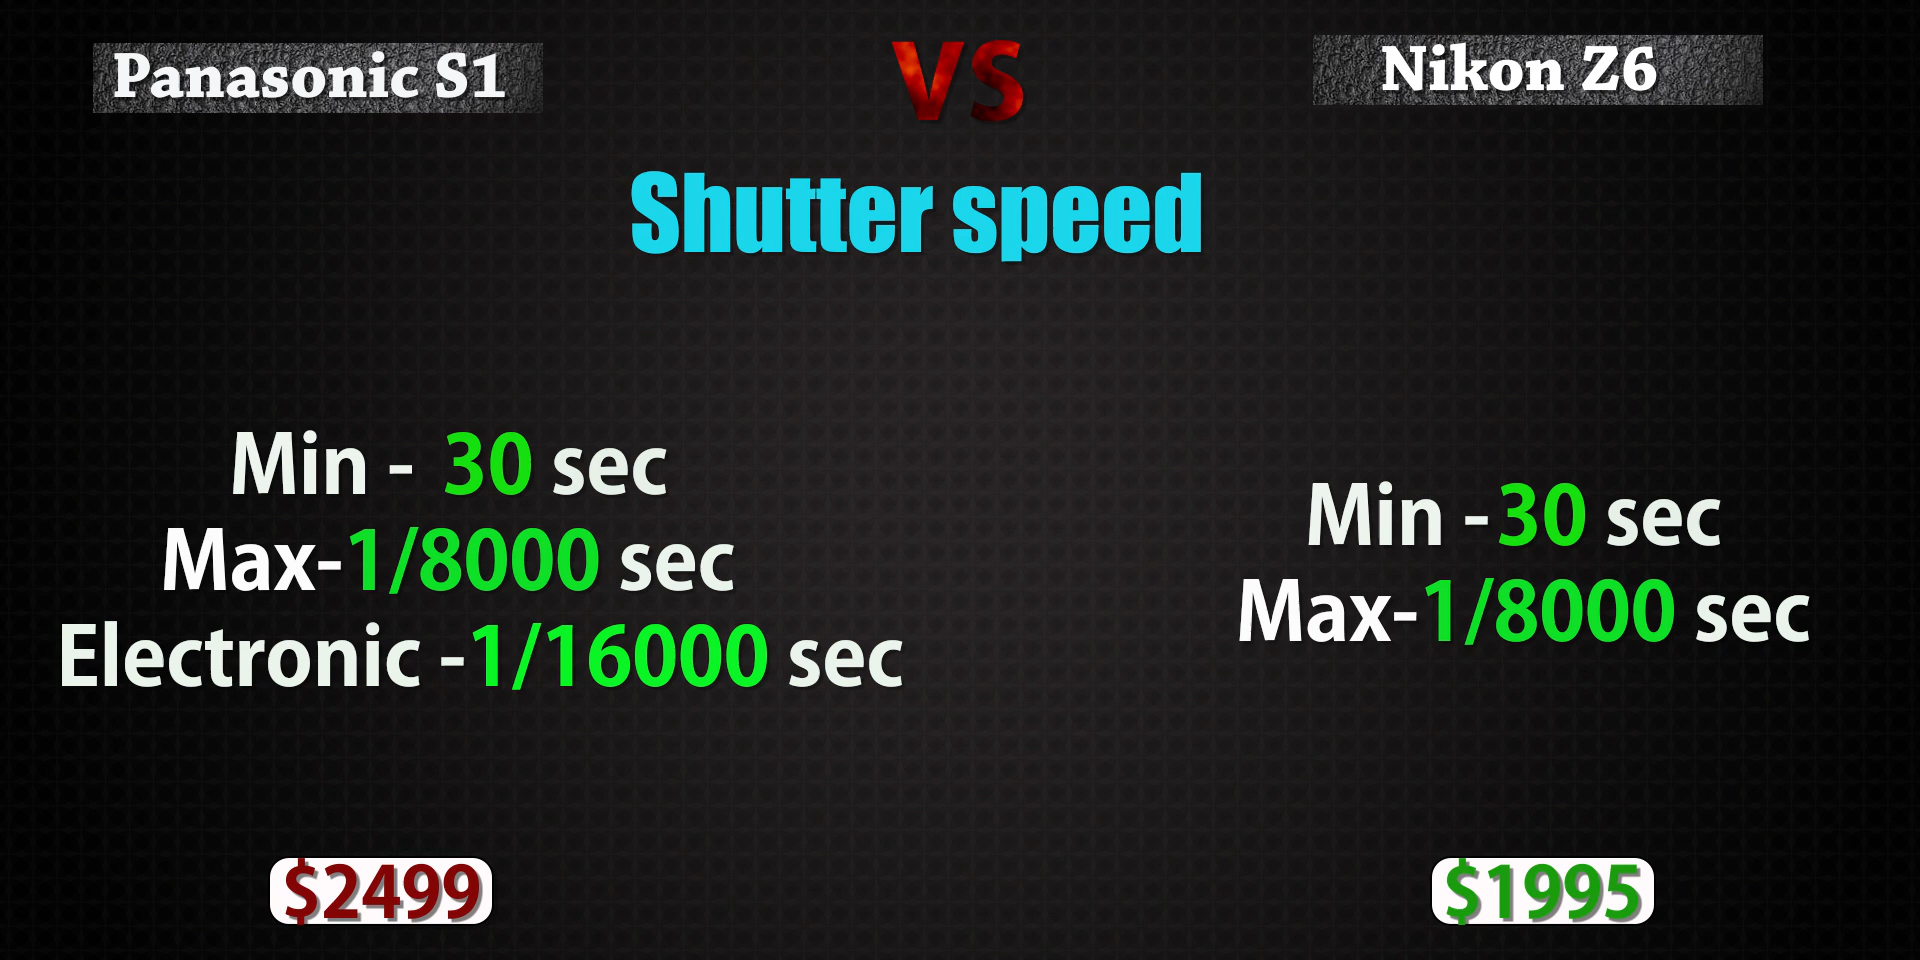 Panasonic S1
VS
Nikon Z6
Shutter speed
Min - 30 sec
Max-1/8000 sec
Electronic -1/16000 sec
Min -30 sec
Max-1/8000 sec
$2499
$1995